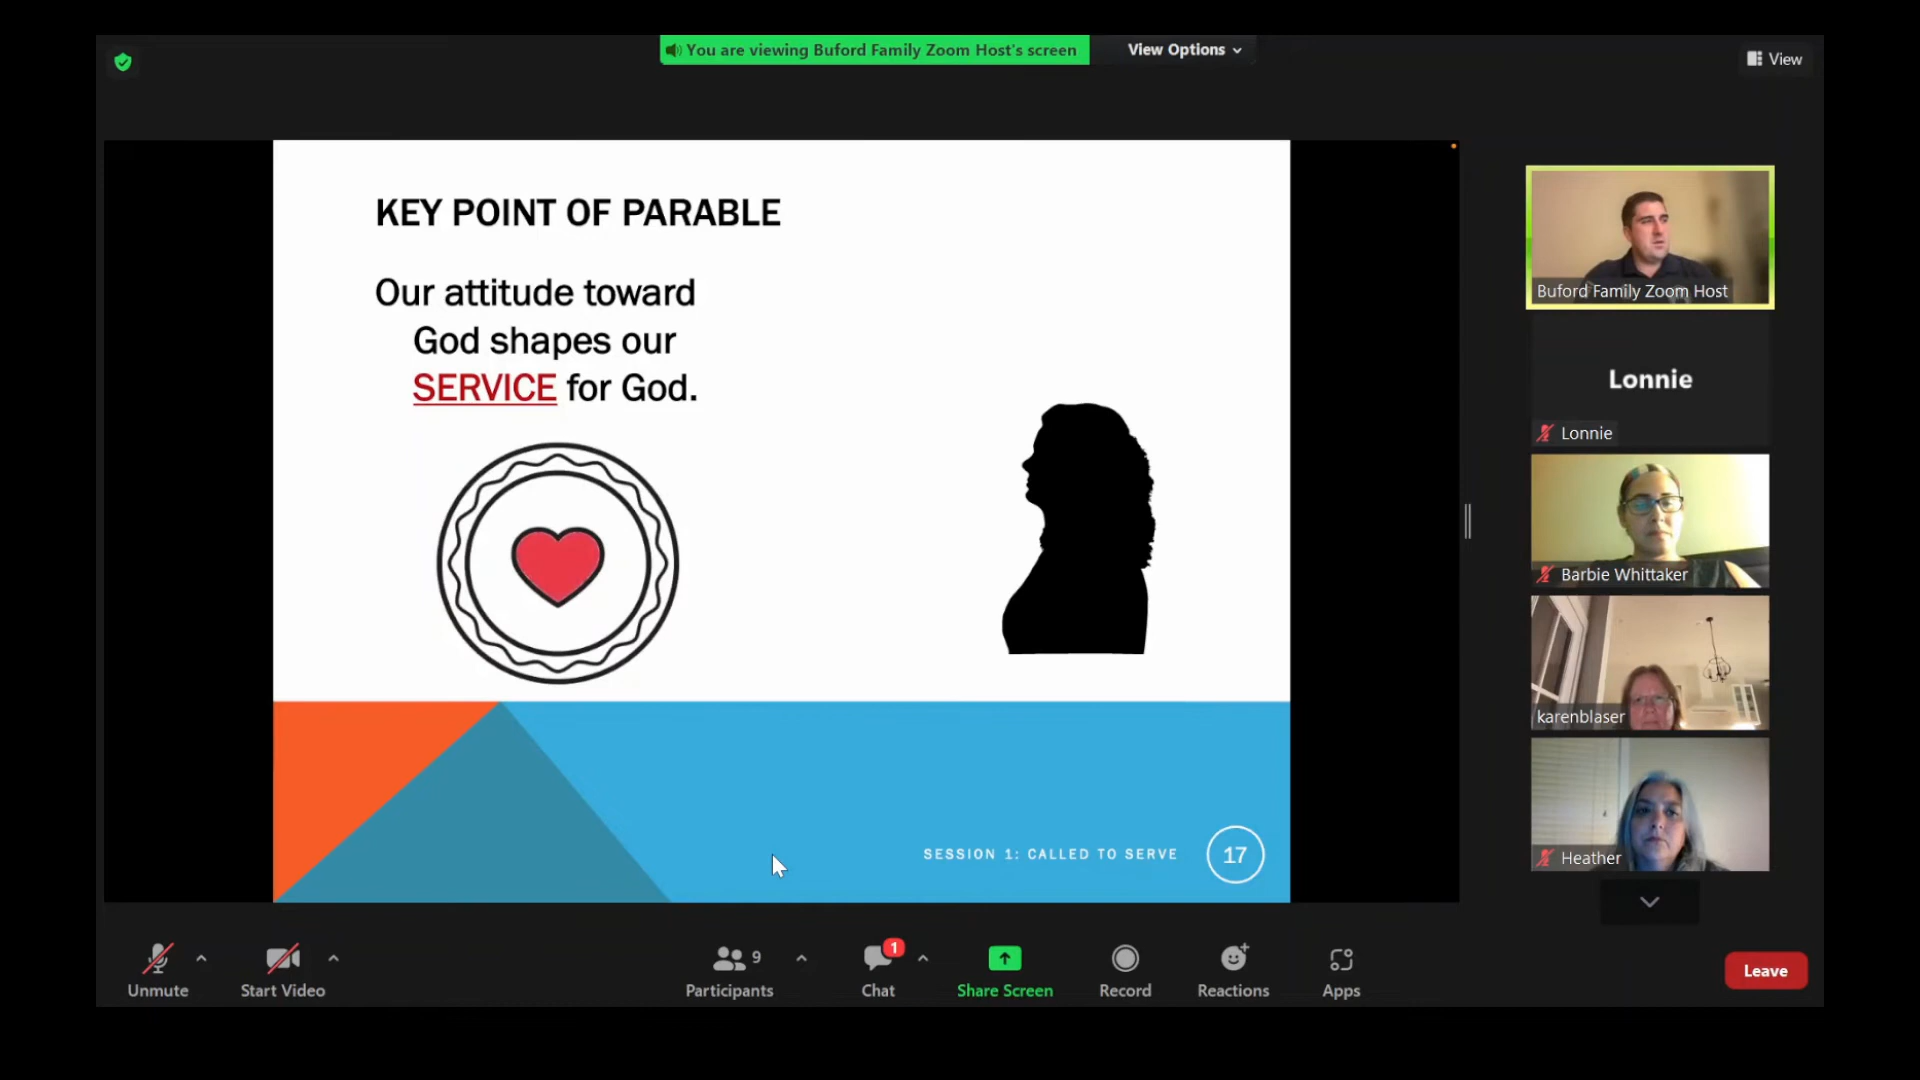 You are viewing Buford Family Zoom Host's screen
View Options
View
KEY POINT OF PARABLE
Our attitude toward
God shapes our
SERVICE for God.
SESSION 1: CALLED TO SERVE
17
Buford Family Zoom Host
Lonnie
Lonnie
Barbie Whittaker
karenblaser
Heather
Unmute
Start Video
9
Participants
1
Chat
Share Screen
Record
Reactions
Apps
Leave